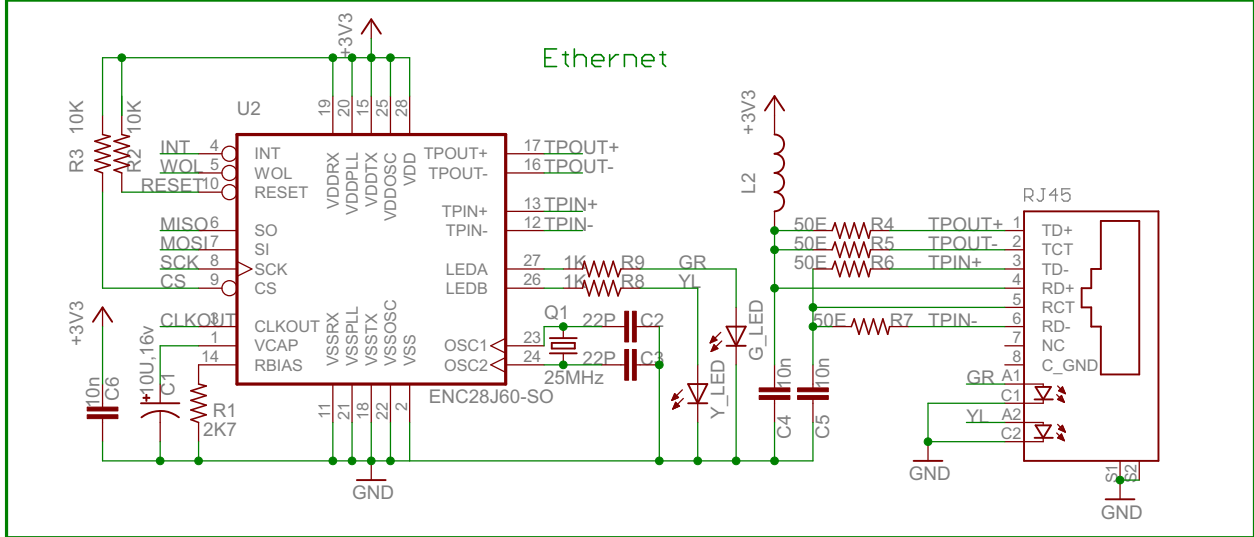 Ethernet
+3V3
U2
19
20
15
25
28
R3 10K
R2 10K
INT 4 INT
WOL 5 WOL
RESET 10 RESET
MISO 6 SO
MOSI 7 SI
SCK 8 SCK
CS 9 CS
CLKOUT 3 CLKOUT
VCAP 1
RBIAS 14
VDDRX
VDDPLL
VDDTX
VDDOSC
VDD
TPOUT+ 17 TPOUT+
TPOUT- 16 TPOUT-
TPIN+ 13 TPIN+
TPIN- 12 TPIN-
LEDA 27 1K R9 GR
LEDB 26 1K R8 YL
OSC1 23
OSC2 24
Q1
25MHz
22P C2
22P C3
VSSRX
VSSPLL
VSSTX
VSSOSC
VSS
ENC28J60-SO
11
21
18
22
2
GND
+3V3
10n C6
+
10U,16v C1
R1
2K7
G_LED
Y_LED
+3V3
L2
50E R4 TPOUT+ 1 TD+
50E R5 TPOUT- 2 TCT
50E R6 TPIN+ 3 TD-
4 RD+
5 RCT
50E R7 TPIN- 6 RD-
7 NC
8 C_GND
GR A1
C1
YL A2
C2
RJ45
10n C4
10n C5
GND
S1
S2
GND